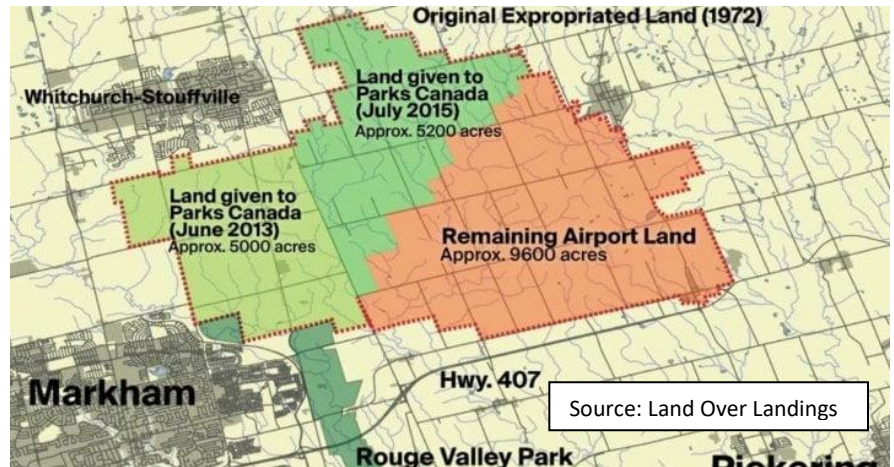 Original Expropriated Land (1972)
Land given to
Parks Canada
(July 2015)
Approx. 5200 acres
Whitchurch-Stouffville
Land given to
Parks Canada
(June 2013)
Approx. 5000 acres
Remaining Airport Land
Approx. 9600 acres
Markham
Hwy. 407
Source: Land Over Landings
Rouge Valley Park
Pickering